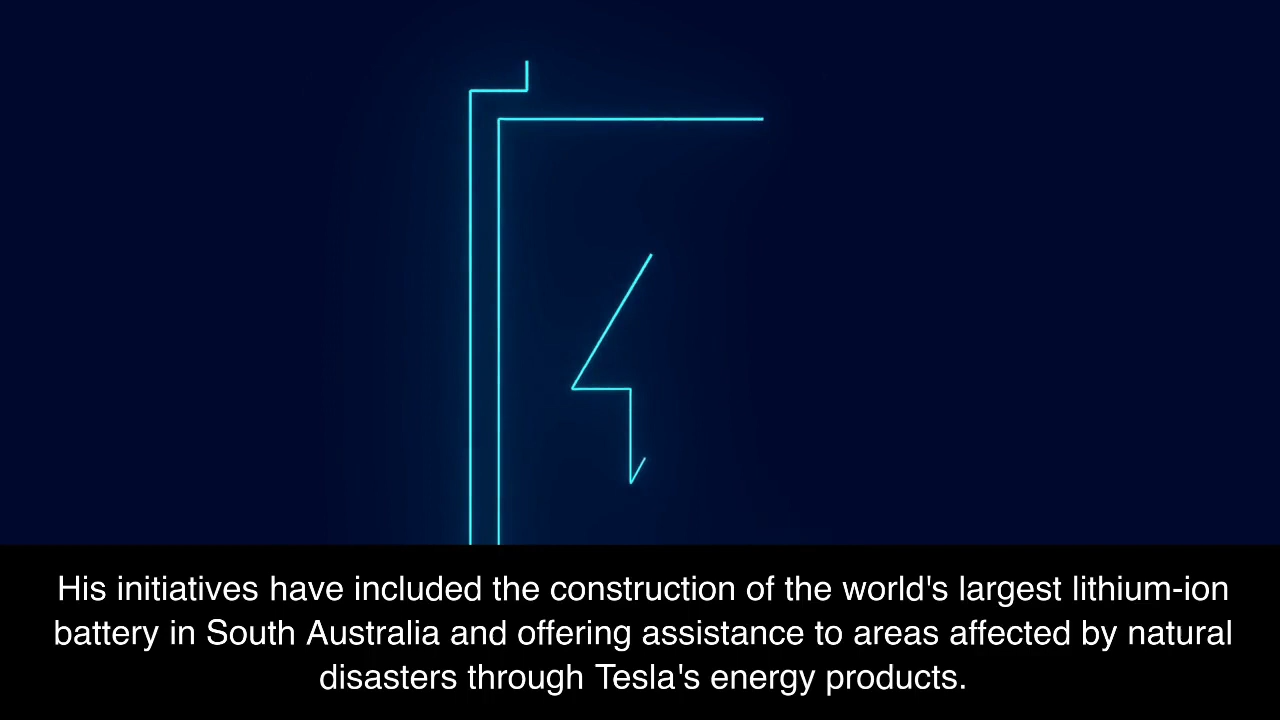 His initiatives have included the construction of the world's largest lithium-ion
battery in South Australia and offering assistance to areas affected by natural
disasters through Tesla's energy products.